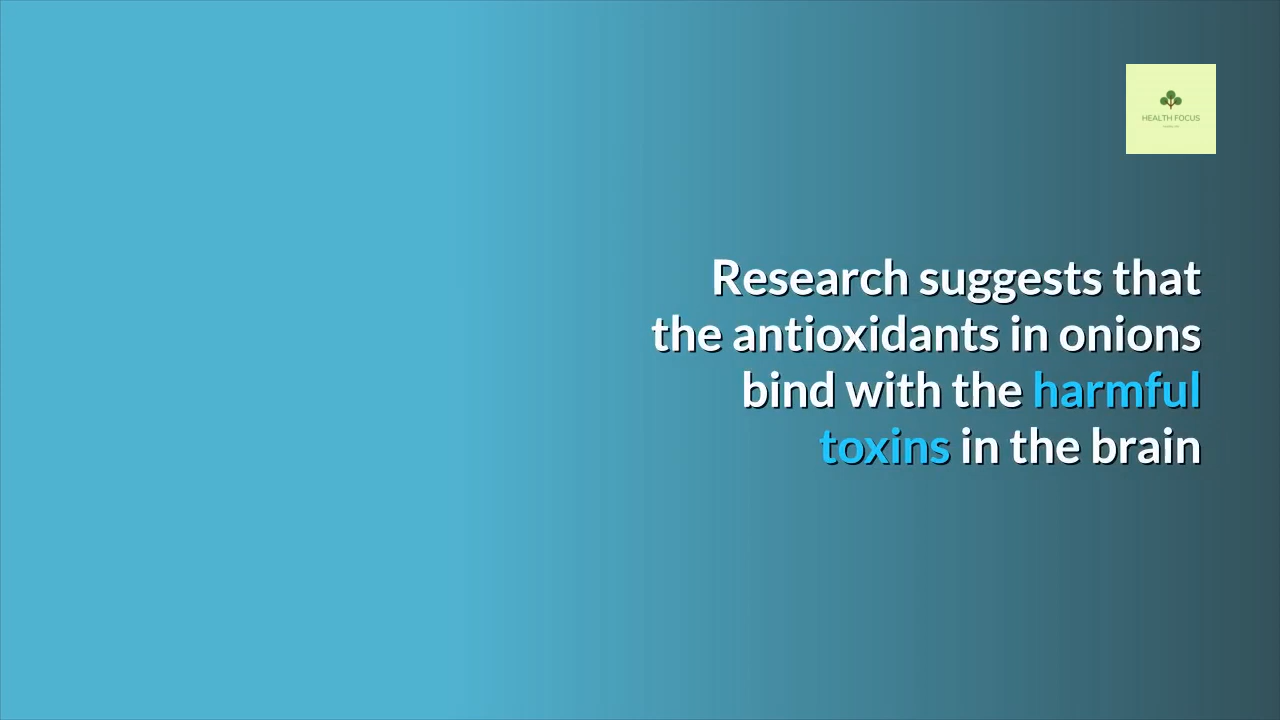 HEALTH FOCUS
Research suggests that
the antioxidants in onions
bind with the harmful
toxins in the brain